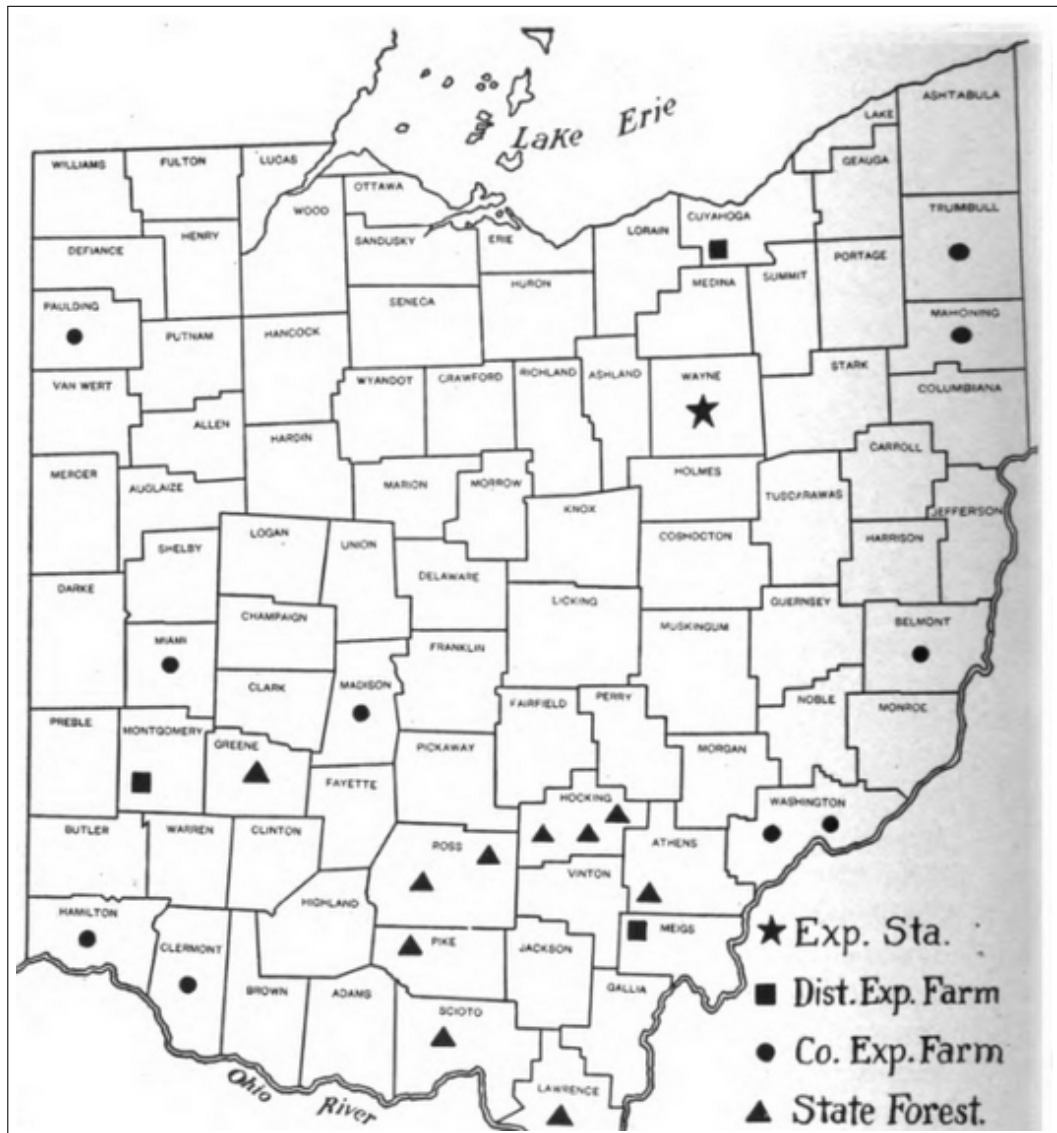 Lake Erie
ASHTABULA
LAKE
GEAUGA
WILLIAMS
FULTON
LUCAS
OTTAWA
CUYAHOGA
TRUMBULL
WOOD
HENRY
SANDUSKY
ERIE
LORAIN
DEFIANCE
PORTAGE
SUMMIT
MEDINA
HURON
SENECA
PAULDING
MAHONING
PUTNAM
HANCOCK
STARK
WYANDOT
CRAWFORD
RICHLAND
ASHLAND
WAYNE
VAN WERT
COLUMBIANA
ALLEN
HARDIN
CARROLL
MERCER
HOLMES
AUGLAIZE
MARION
MORROW
TUSCARAWAS
KNOX
JEFFERSON
LOGAN
UNION
COSHOCTON
HARRISON
SHELBY
DELAWARE
DARKE
LICKING
GUERNSEY
CHAMPAIGN
BELMONT
MUSKINGUM
MIAMI
FRANKLIN
CLARK
MADISON
FAIRFIELD
PERRY
NOBLE
MONROE
PREBLE
MONTGOMERY
GREENE
PICKAWAY
MORGAN
FAYETTE
HOCKING
WASHINGTON
BUTLER
WARREN
CLINTON
ROSS
ATHENS
VINTON
HIGHLAND
HAMILTON
PIKE
MEIGS
CLERMONT
JACKSON
BROWN
ADAMS
GALLIA
SCIOTO
LAWRENCE
Ohio River
Exp. Sta.
Dist. Exp. Farm
Co. Exp. Farm
State Forest.